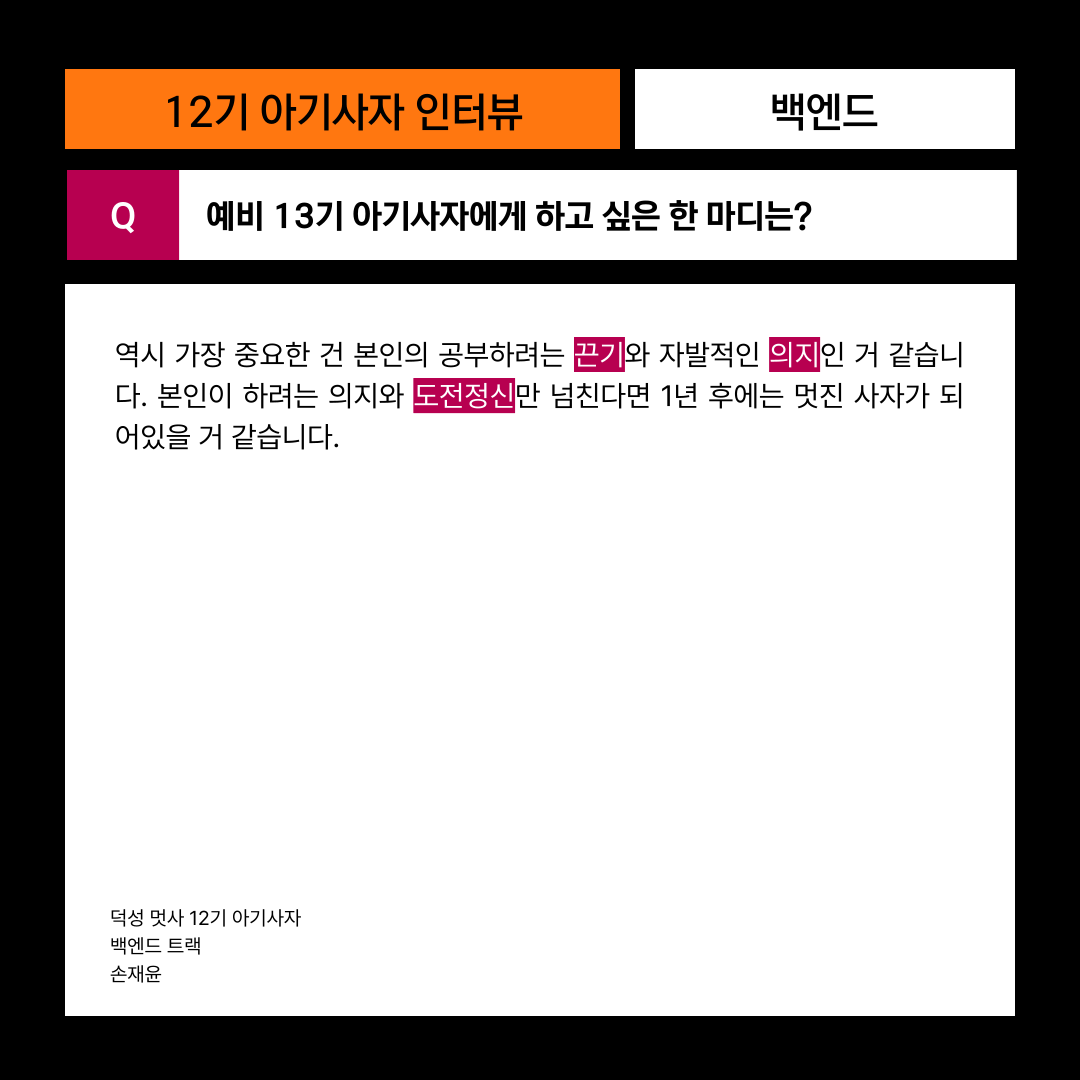 12기 아기사자 인터뷰
백엔드
Q
예비 13기 아기사자에게 하고 싶은 한 마디는?
역시 가장 중요한 건 본인의 공부하려는 끈기와 자발적인 의지인 거 같습니
다. 본인이 하려는 의지와 도전정신만 넘친다면 1년 후에는 멋진 사자가 되
어있을 거 같습니다.
덕성 멋사 12기 아기사자
백엔드 트랙
손재윤